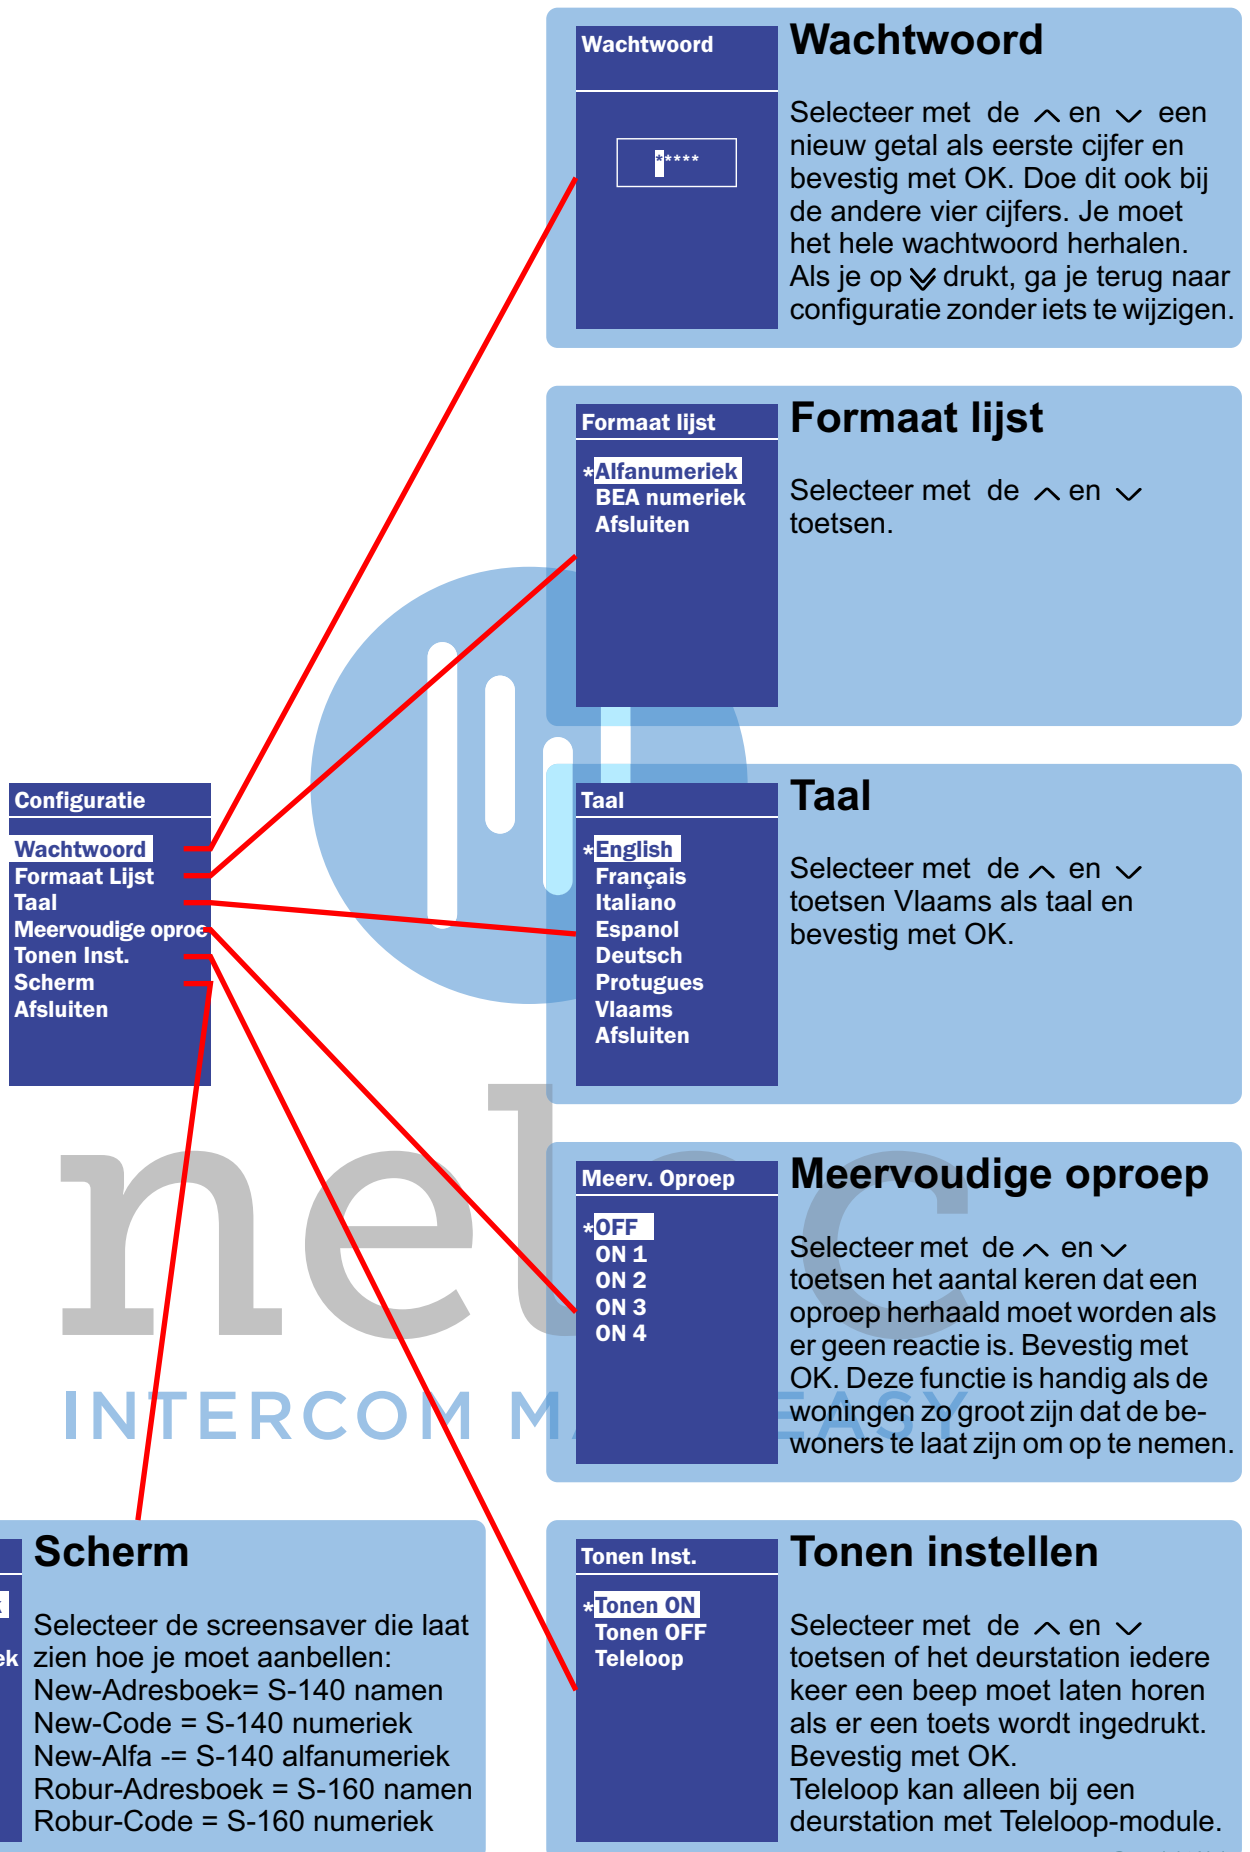 Wachtwoord
*****
Wachtwoord
Selecteer met de en een
nieuw getal als eerste cijfer en
bevestig met OK. Doe dit ook bij
de andere vier cijfers. Je moet
het hele wachtwoord herhalen.
Als je op drukt, ga je terug naar
configuratie zonder iets te wijzigen.
Formaat lijst
*Alfanumeriek
BEA numeriek
Afsluiten
Formaat lijst
Selecteer met de en
toetsen.
Configuratie
Wachtwoord
Formaat Lijst
Taal
Meervoudige oproe
Tonen Inst.
Scherm
Afsluiten
Taal
*English
Français
Italiano
Espanol
Deutsch
Protugues
Vlaams
Afsluiten
Taal
Selecteer met de en
toetsen Vlaams als taal en
bevestig met OK.
Meerv. Oproep
*OFF
ON 1
ON 2
ON 3
ON 4
Meervoudige oproep
Selecteer met de en
toetsen het aantal keren dat een
oproep herhaald moet worden als
er geen reactie is. Bevestig met
OK. Deze functie is handig als de
woningen zo groot zijn dat de be-
woners te laat zijn om op te nemen.
INTERCOM EASY
Scherm
Selecteer de screensaver die laat
zien hoe je moet aanbellen:
New-Adresboek= S-140 namen
New-Code = S-140 numeriek
New-Alfa -= S-140 alfanumeriek
Robur-Adresboek = S-160 namen
Robur-Code = S-160 numeriek
Tonen Inst.
*Tonen ON
Tonen OFF
Teleloop
Tonen instellen
Selecteer met de en
toetsen of het deurstation iedere
keer een beep moet laten horen
als er een toets wordt ingedrukt.
Bevestig met OK.
Teleloop kan alleen bij een
deurstation met Teleloop-module.